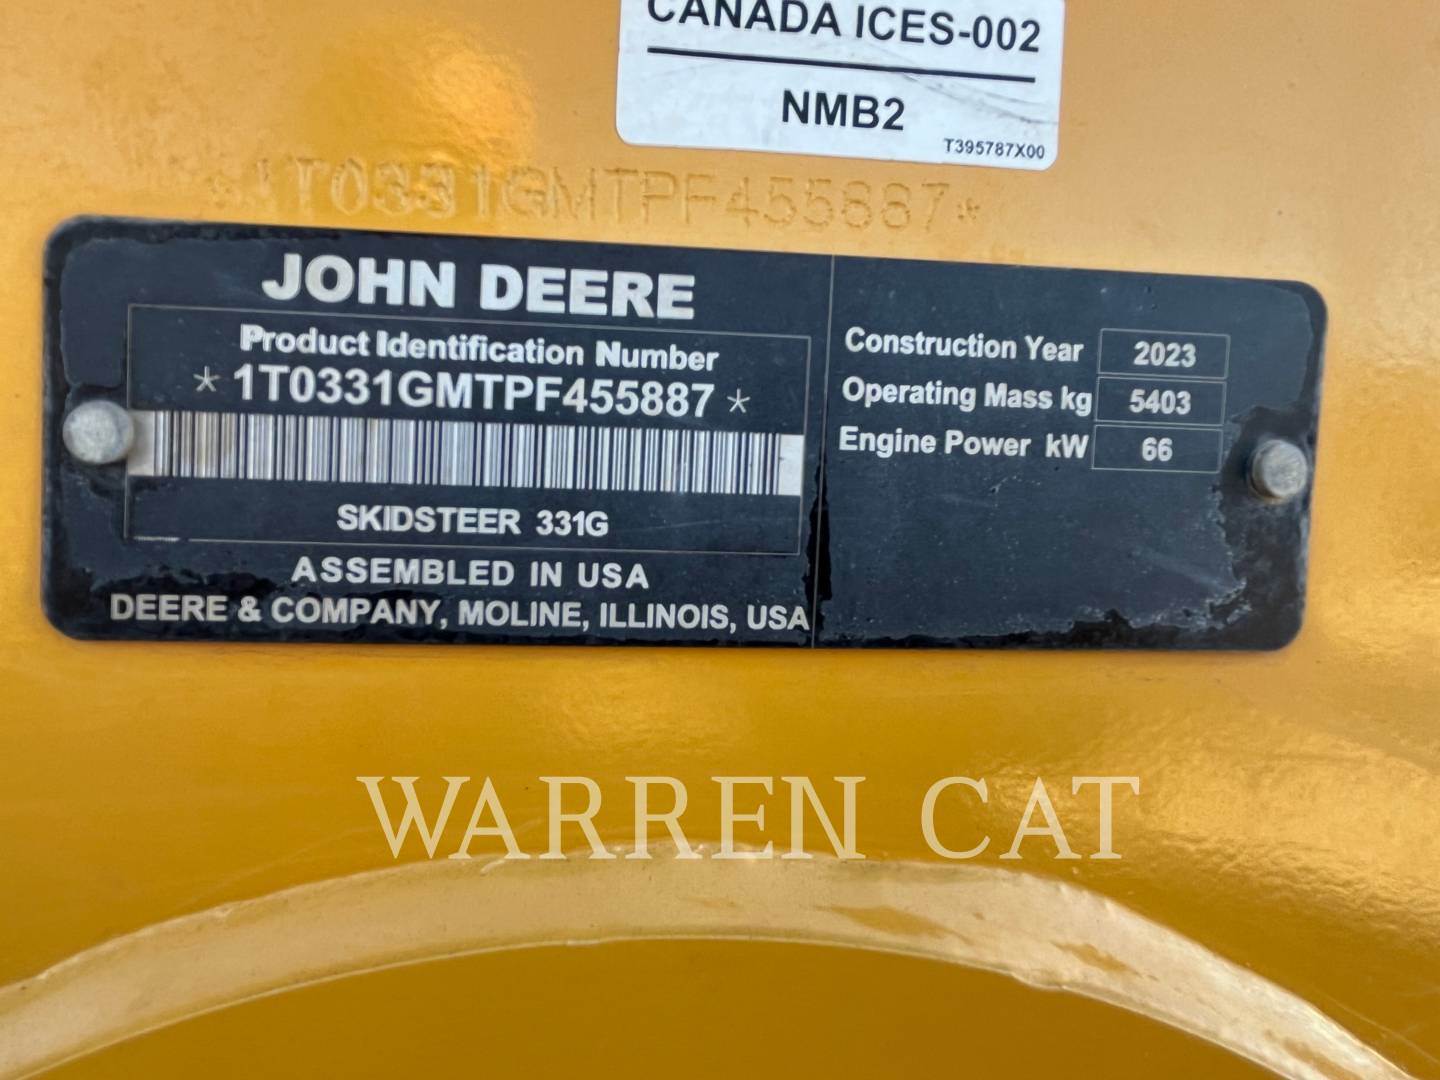 CANADA ICES-002
NMB2
T395787X00
*1T0331GMTPF455887*
JOHN DEERE
Product Identification Number
* 1T0331GMTPF455887 *
SKIDSTEER 331G
ASSEMBLED IN USA
DEERE & COMPANY, MOLINE, ILLINOIS, USA
Construction Year 2023
Operating Mass kg 5403
Engine Power kW 66
WARREN CAT